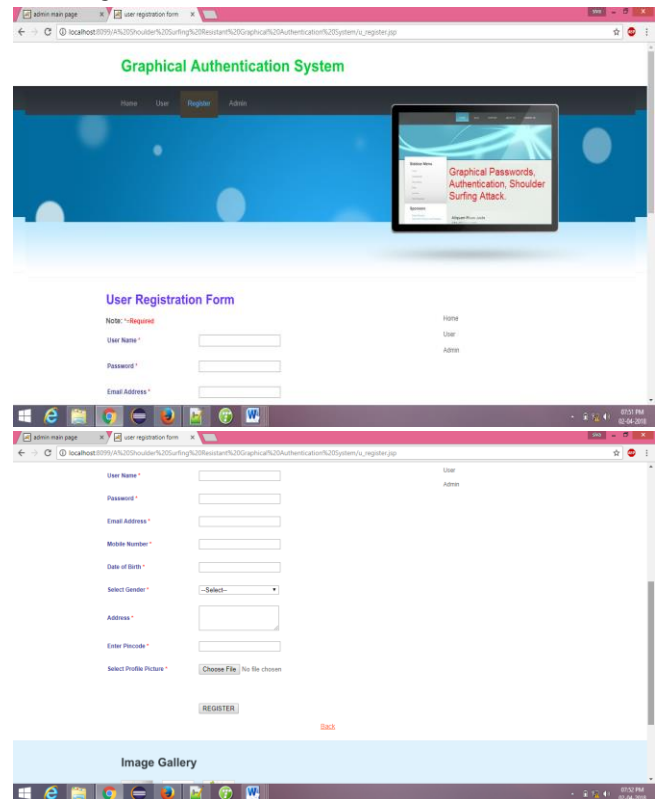 admin main page
user registration form
localhost:8099/A%20Shoulder%20Surfing%20Resistant%20Graphical%20Authentication%20System/u_register.jsp
Graphical Authentication System
Home User Register Admin
Graphical Passwords,
Authentication, Shoulder
Surfing Attack.
User Registration Form
Note: *=Required
Home
User Name *
User
Admin
Password *
Email Address *
07:51 PM
02-04-2018
admin main page
user registration form
localhost:8099/A%20Shoulder%20Surfing%20Resistant%20Graphical%20Authentication%20System/u_register.jsp
User Name *
User
Admin
Password *
Email Address *
Mobile Number *
Date of Birth *
Select Gender * --Select--
Address *
Enter Pincode *
Select Profile Picture * Choose File No file chosen
REGISTER
Back
Image Gallery
07:52 PM
02-04-2018